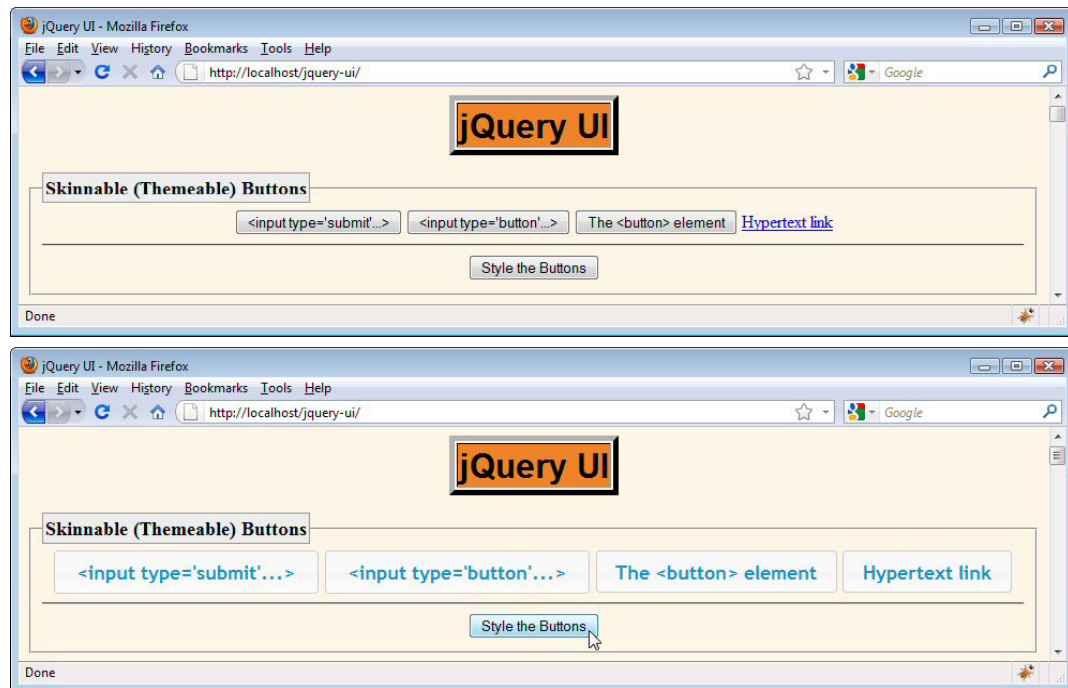 jQuery UI - Mozilla Firefox
File Edit View History Bookmarks Tools Help
http://localhost/jquery-ui/ Google
jQuery UI
Skinnable (Themeable) Buttons
<input type='submit'...> <input type='button'...> The <button> element Hypertext link
Style the Buttons
Done
jQuery UI - Mozilla Firefox
File Edit View History Bookmarks Tools Help
http://localhost/jquery-ui/ Google
jQuery UI
Skinnable (Themeable) Buttons
<input type='submit'...> <input type='button'...> The <button> element Hypertext link
Style the Buttons
Done